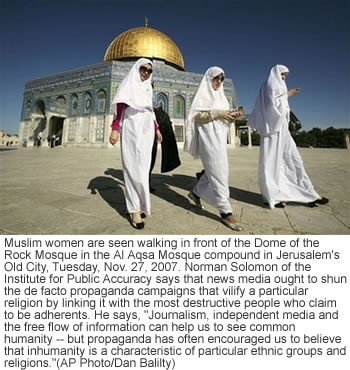 Muslim women are seen walking in front of the Dome of the
Rock Mosque in the Al Aqsa Mosque compound in Jerusalem's
Old City, Tuesday, Nov. 27, 2007. Norman Solomon of the
Institute for Public Accuracy says that news media ought to shun
the de facto propaganda campaigns that vilify a particular
religion by linking it with the most destructive people who claim
to be adherents. He says, "Journalism, independent media and
the free flow of information can help us to see common
humanity -- but propaganda has often encouraged us to believe
that inhumanity is a characteristic of particular ethnic groups and
religions."(AP Photo/Dan Balilty)